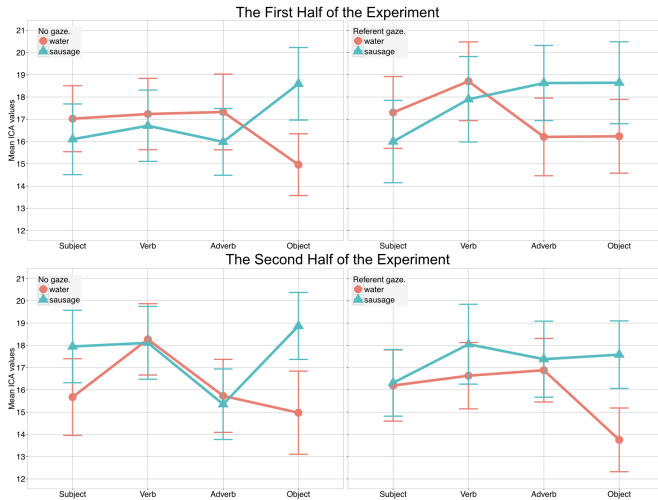 The First Half of the Experiment
No gaze.
water
sausage
Referent gaze.
water
sausage
Mean ICA values
21
20
19
18
17
16
15
14
13
12
Subject Verb Adverb Object
Subject Verb Adverb Object
The Second Half of the Experiment
No gaze.
water
sausage
Referent gaze.
water
sausage
Mean ICA values
21
20
19
18
17
16
15
14
13
12
Subject Verb Adverb Object
Subject Verb Adverb Object